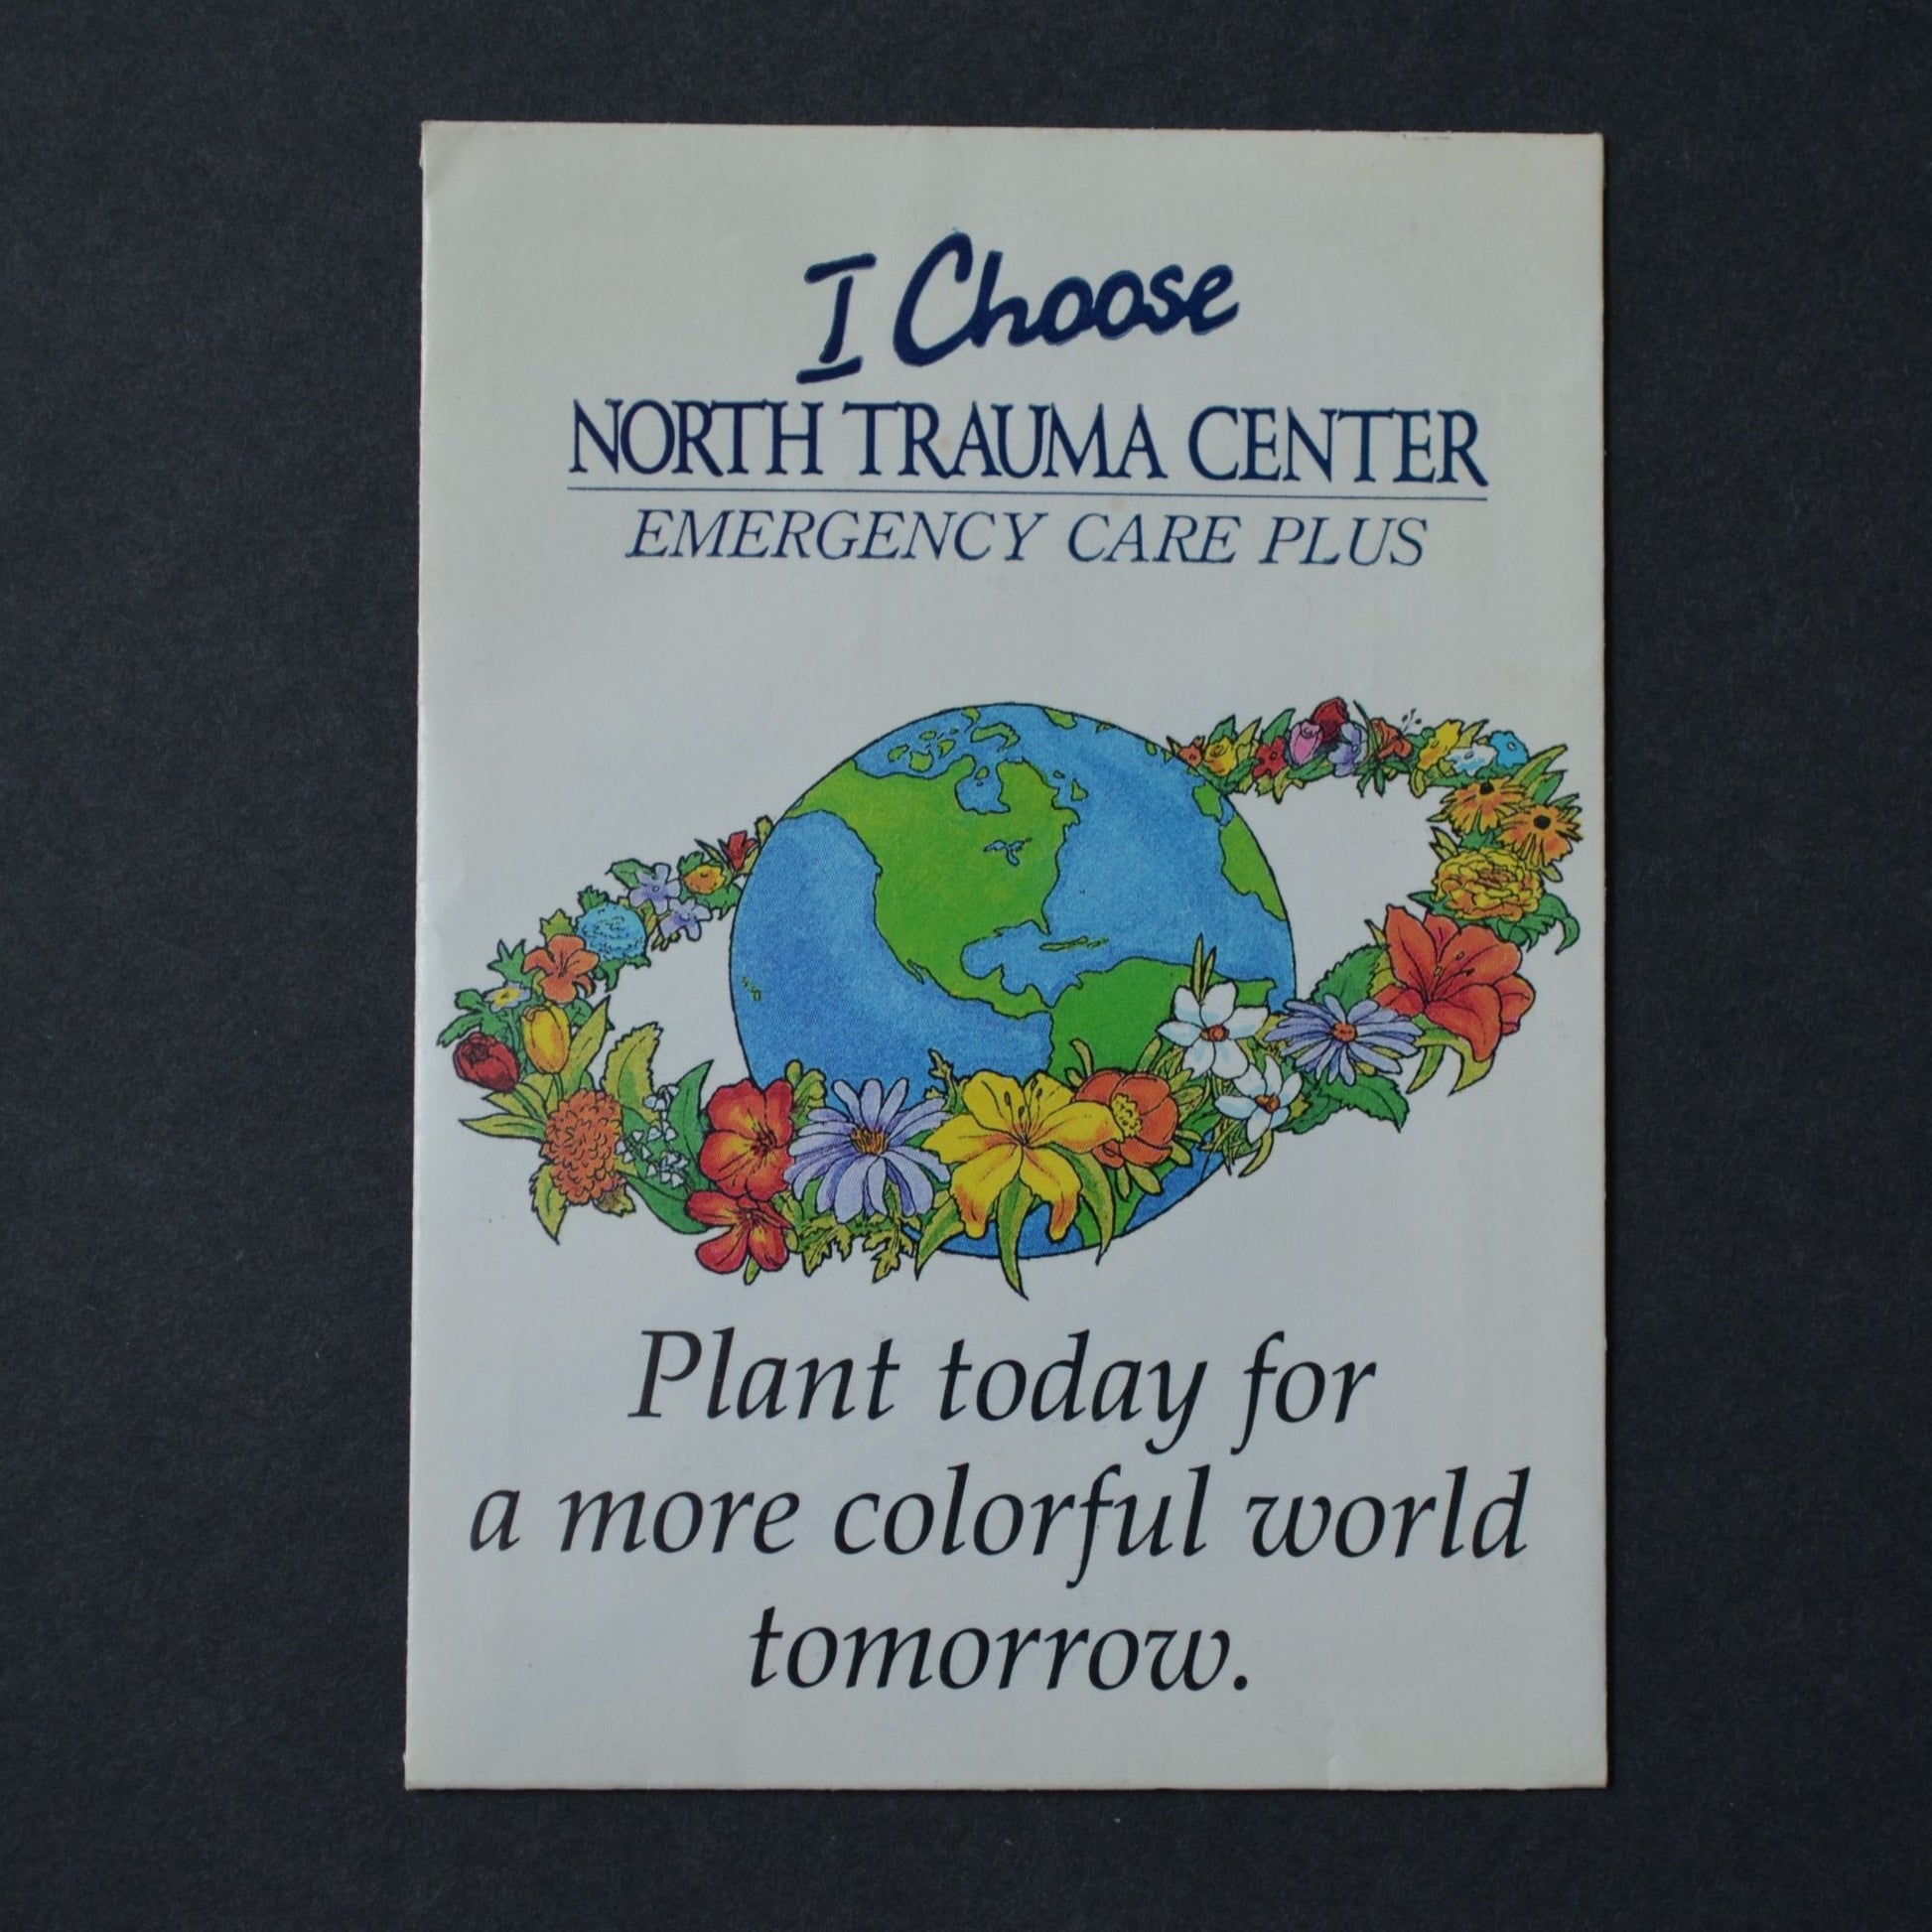 I Choose
NORTH TRAUMA CENTER
EMERGENCY CARE PLUS
Plant today for
a more colorful world
tomorrow.